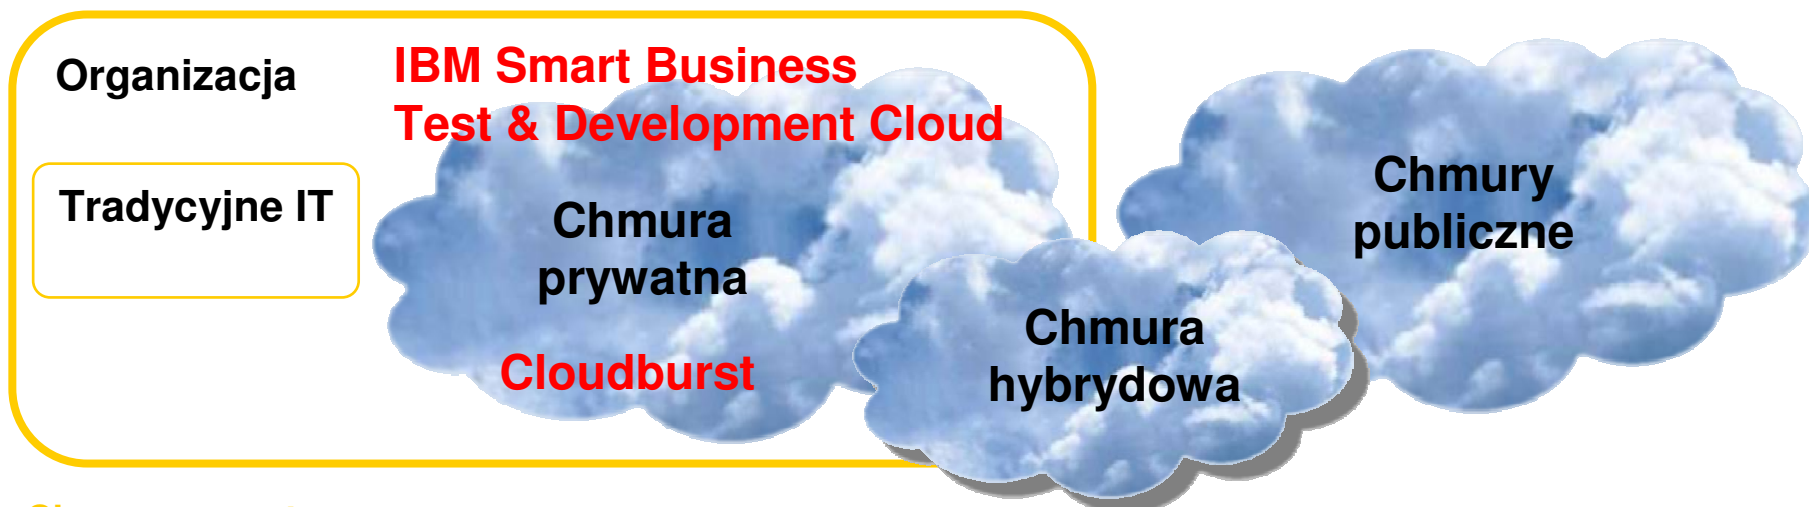 Organizacja
IBM Smart Business
Test & Development Cloud
Tradycyjne IT
Chmura
prywatna
Cloudburst
Chmura
hybrydowa
Chmury
publiczne